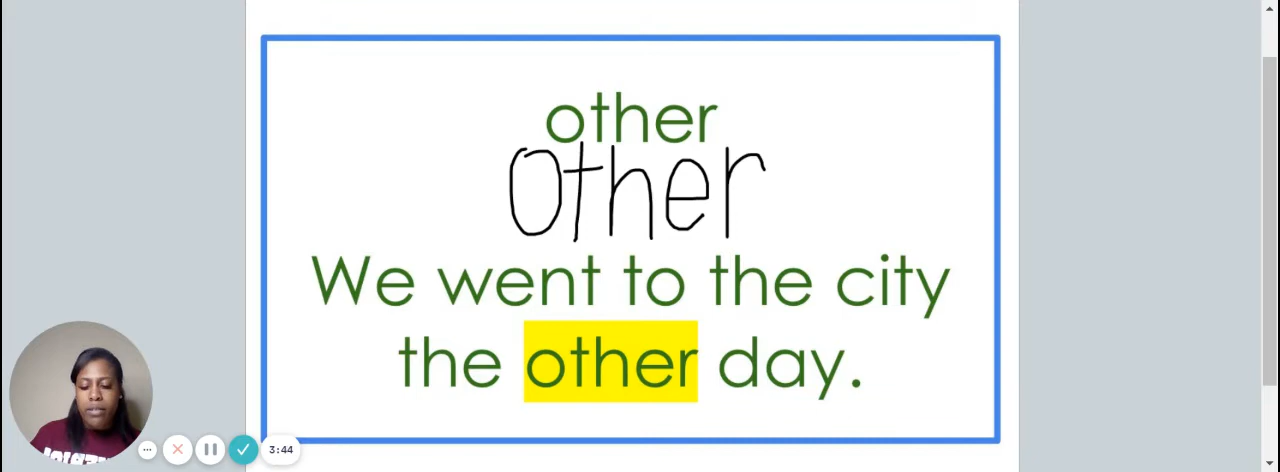 other
other
We went to the city
the other day.
3:44